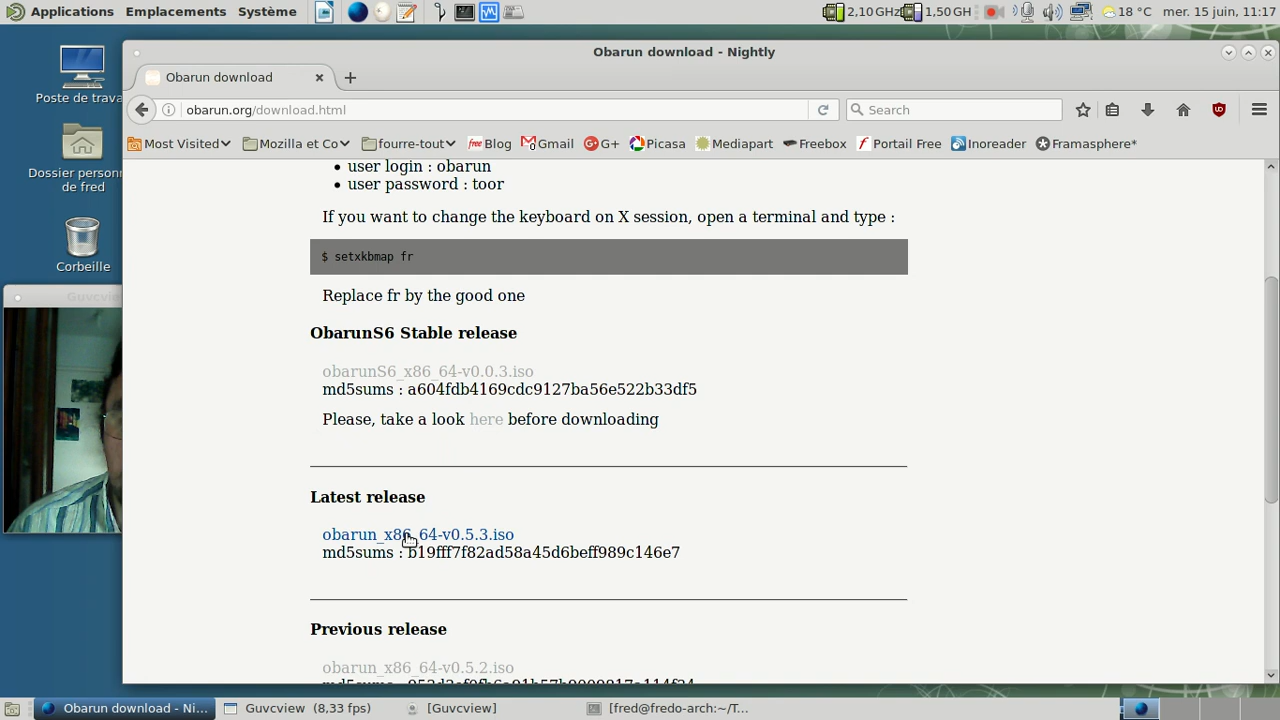 Applications Emplacements Système 2,10 GHz 1,50 GH 18 °C mer. 15 juin, 11:17
Obarun download - Nightly
Obarun download
obarun.org/download.html Search
Most Visited Mozilla et Co fourre-tout Blog Gmail G+ Picasa Mediapart Freebox Portail Free Inoreader Framasphere*
Poste de trava
Dossier personn
de fred
Corbeille
Guvcvie
user login : obarun
user password : toor
If you want to change the keyboard on X session, open a terminal and type :
$ setxkbmap fr
Replace fr by the good one
ObarunS6 Stable release
obarunS6_x86_64-v0.0.3.iso
md5sums : a604fdb4169cdc9127ba56e522b33df5
Please, take a look here before downloading
Latest release
obarun_x86_64-v0.5.3.iso
md5sums : b19fff7f82ad58a45d6beff989c146e7
Previous release
obarun_x86_64-v0.5.2.iso
Obarun download - Ni... Guvcview (8,33 fps) [Guvcview] [fred@fredo-arch:~/T...